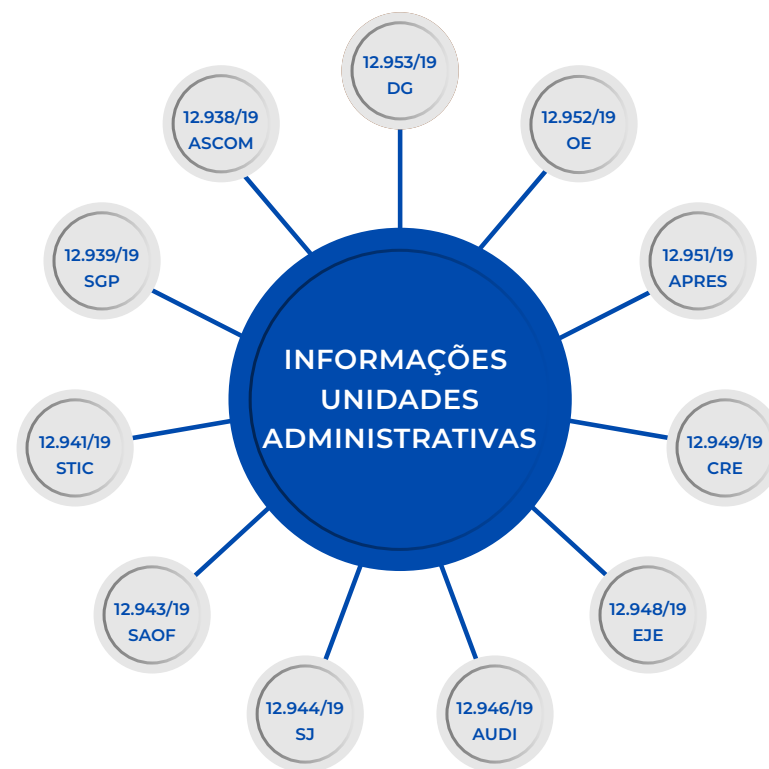 12.953/19
DG
12.938/19
ASCOM
12.952/19
OE
12.939/19
SGP
12.951/19
APRES
INFORMAÇÕES
UNIDADES
ADMINISTRATIVAS
12.941/19
STIC
12.949/19
CRE
12.943/19
SAOF
12.948/19
EJE
12.944/19
SJ
12.946/19
AUDI